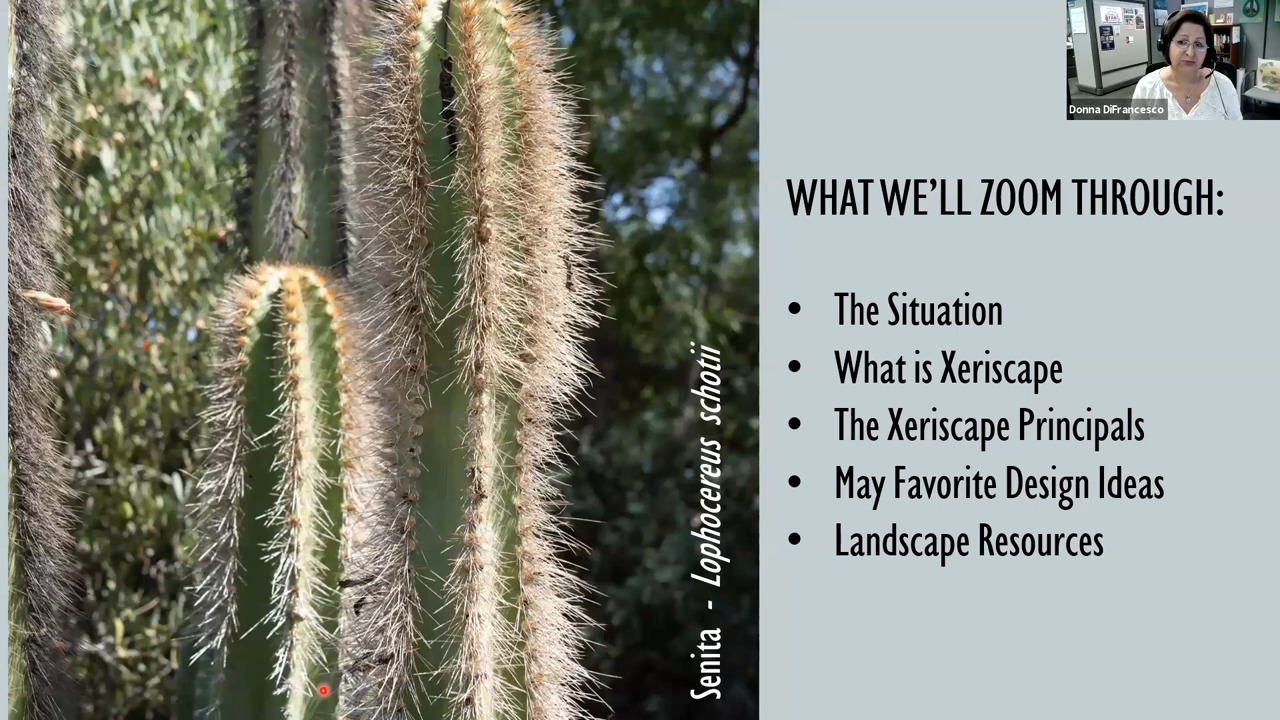 Donna DiFrancesco
WHAT WE'LL ZOOM THROUGH:
• The Situation
• What is Xeriscape
• The Xeriscape Principals
• May Favorite Design Ideas
• Landscape Resources
Senita - Lophocereus schotii